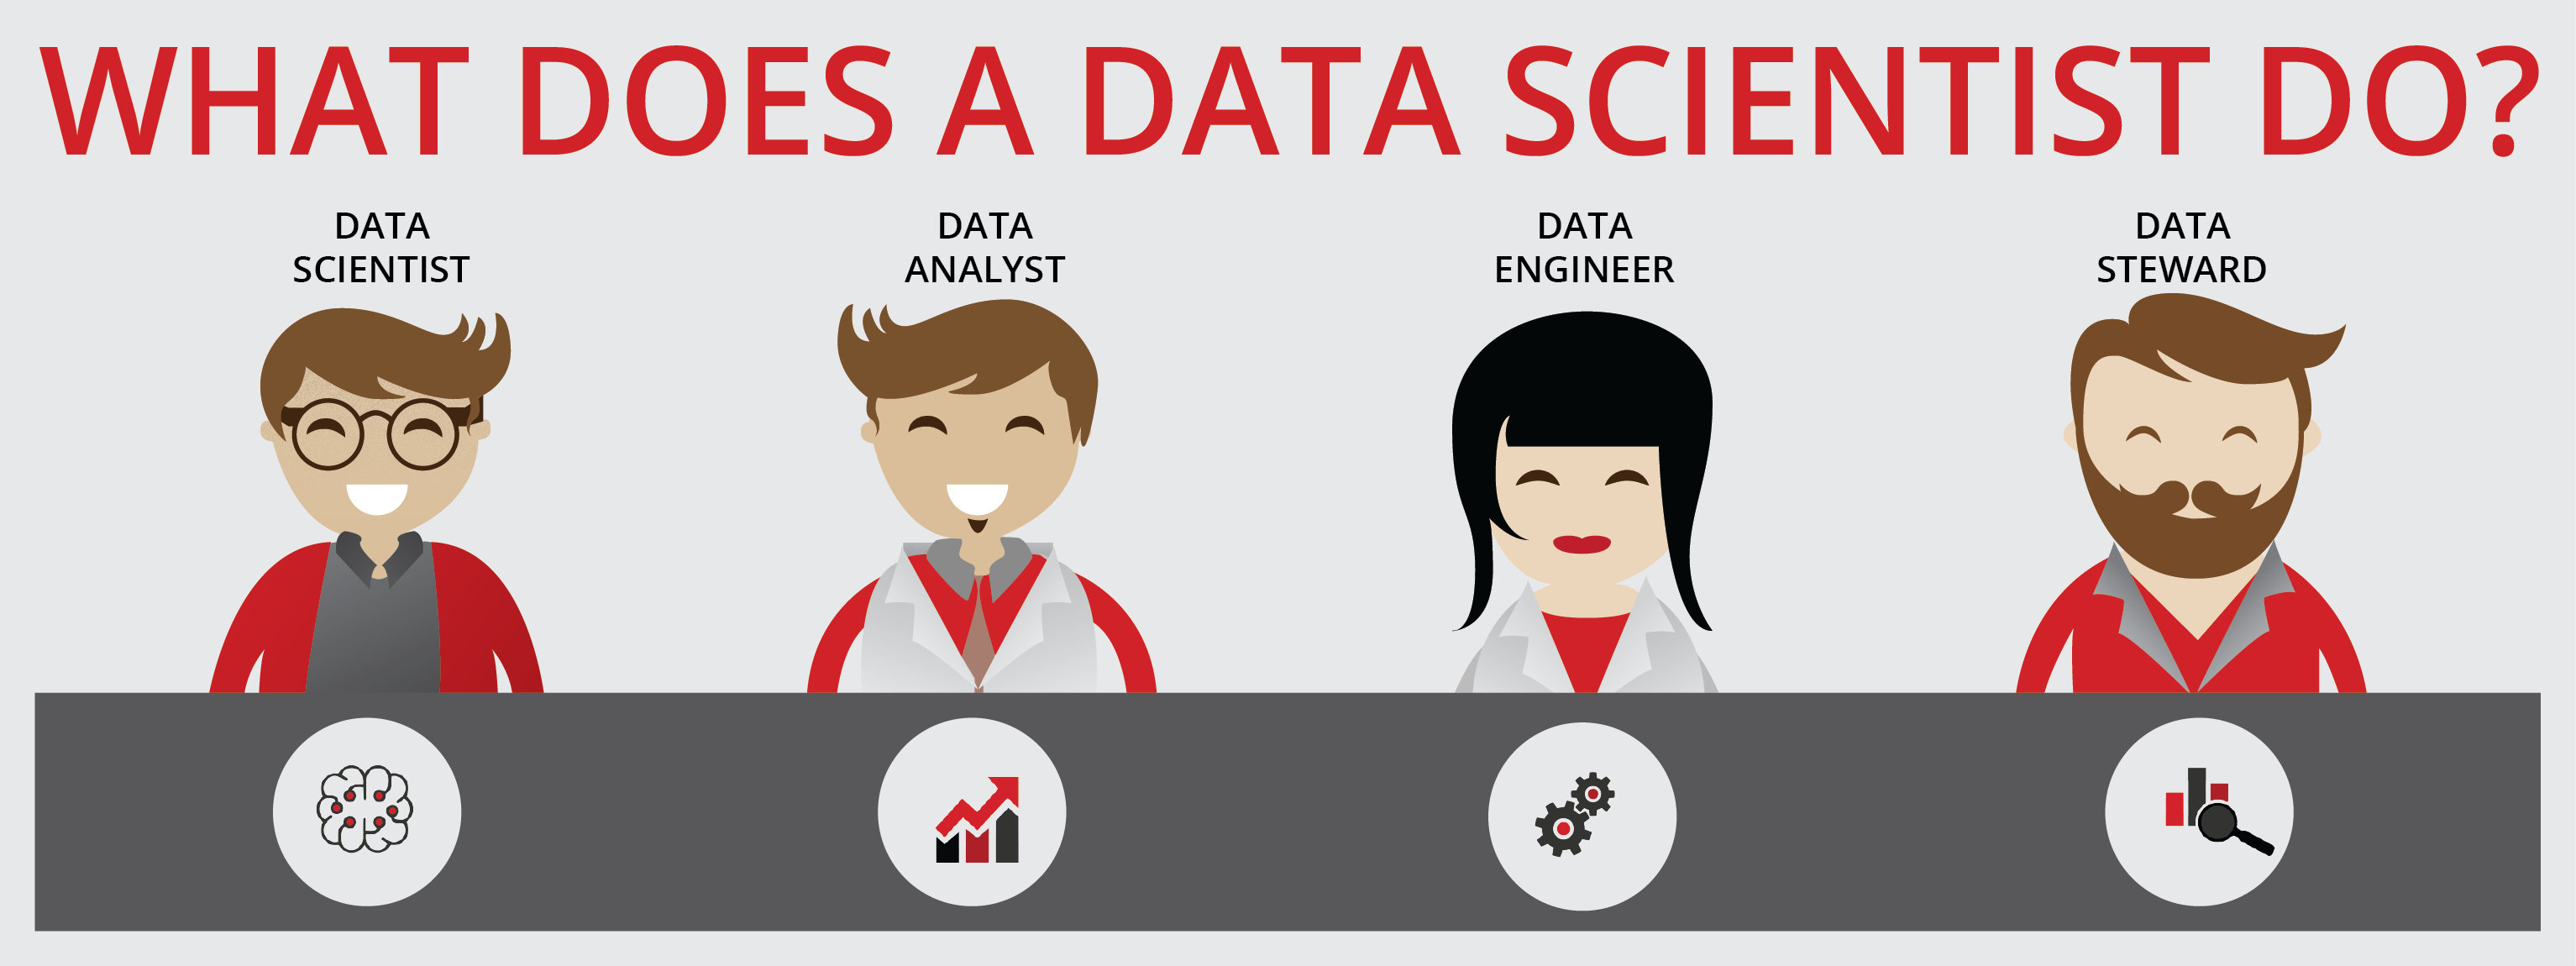 WHAT DOES A DATA SCIENTIST DO?
DATA
SCIENTIST
DATA
ANALYST
DATA
ENGINEER
DATA
STEWARD